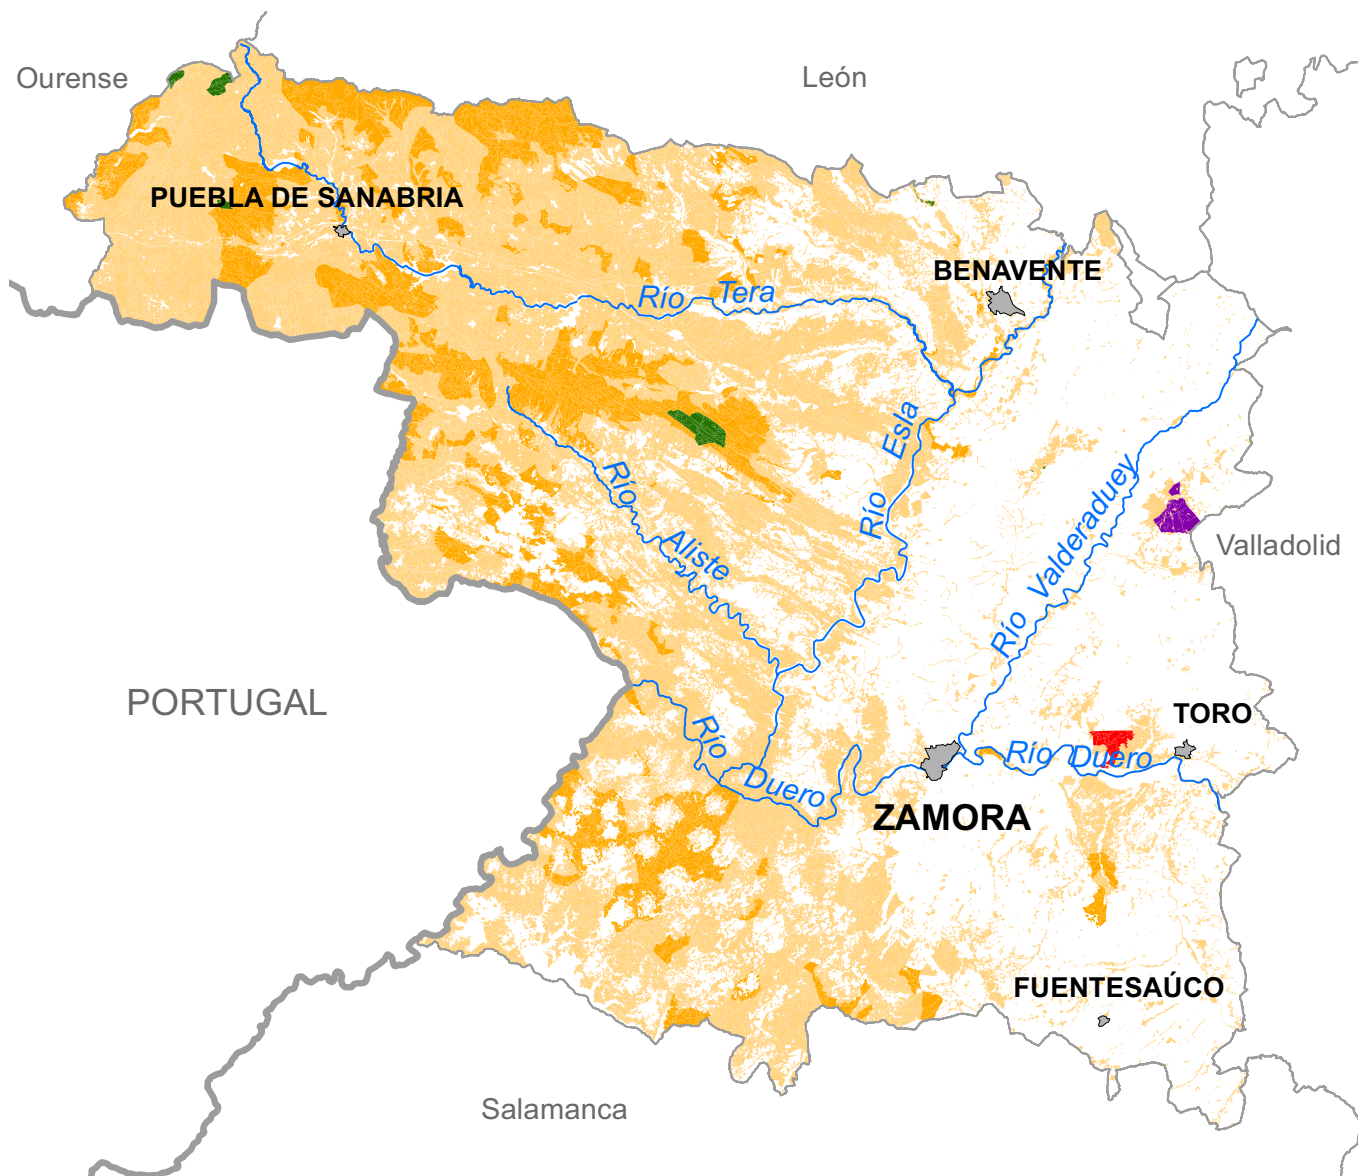 Ourense
León
PUEBLA DE SANABRIA
BENAVENTE
Río Tera
Río Esla
Río Aliste
Río Valderaduey
Valladolid
PORTUGAL
TORO
Río Duero
Río Duero
ZAMORA
FUENTESAÚCO
Salamanca